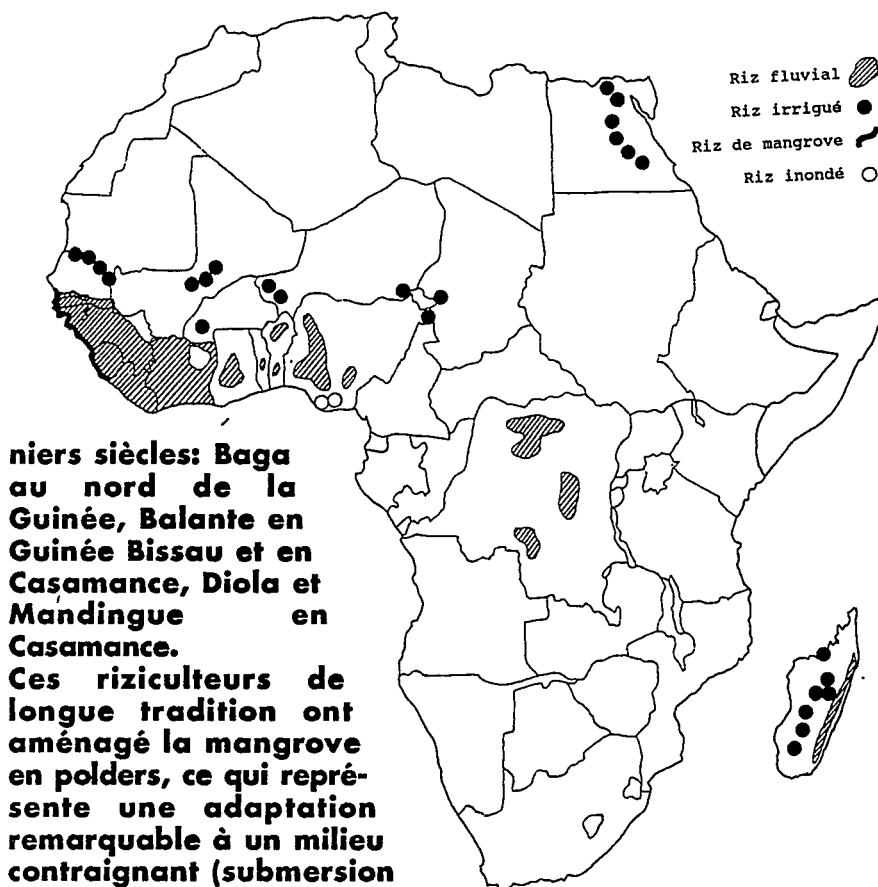 Riz fluvial
Riz irrigué
Riz de mangrove
Riz inondé
niers siècles: Baga
au nord de la
Guinée, Balante en
Guinée Bissau et en
Casamance, Diola et
Mandingue en
Casamance.
Ces riziculteurs de
longue tradition ont
aménagé la mangrove
en polders, ce qui repré-
sente une adaptation
remarquable à un milieu
contraignant (submersion